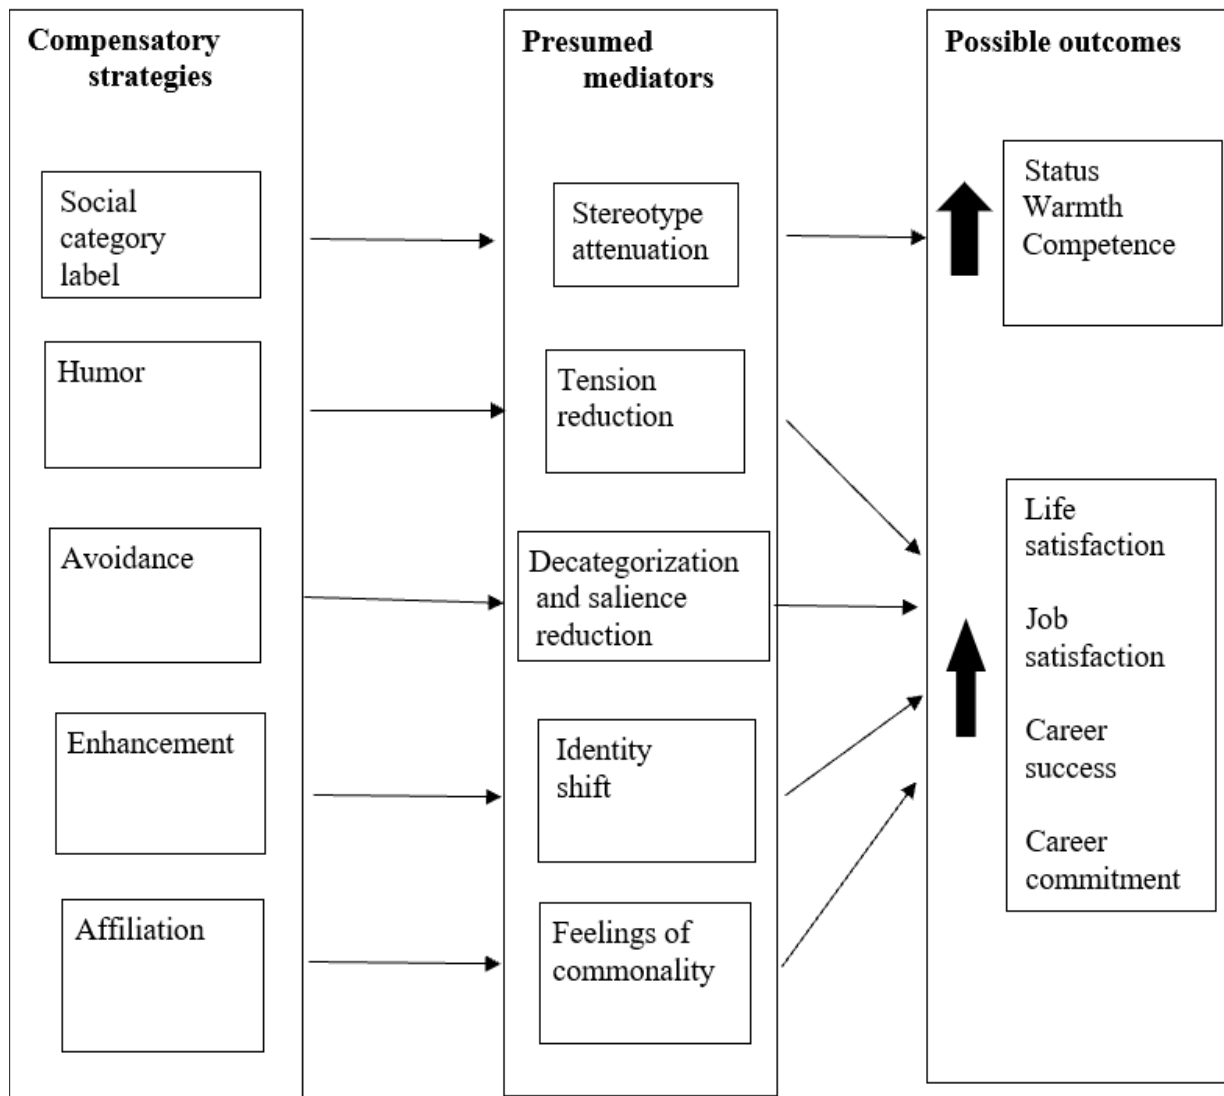 Compensatory
strategies
Social
category
label
Humor
Avoidance
Enhancement
Affiliation
Presumed
mediators
Stereotype
attenuation
Tension
reduction
Decategorization
and salience
reduction
Identity
shift
Feelings of
commonality
Possible outcomes
Status
Warmth
Competence
Life
satisfaction
Job
satisfaction
Career
success
Career
commitment